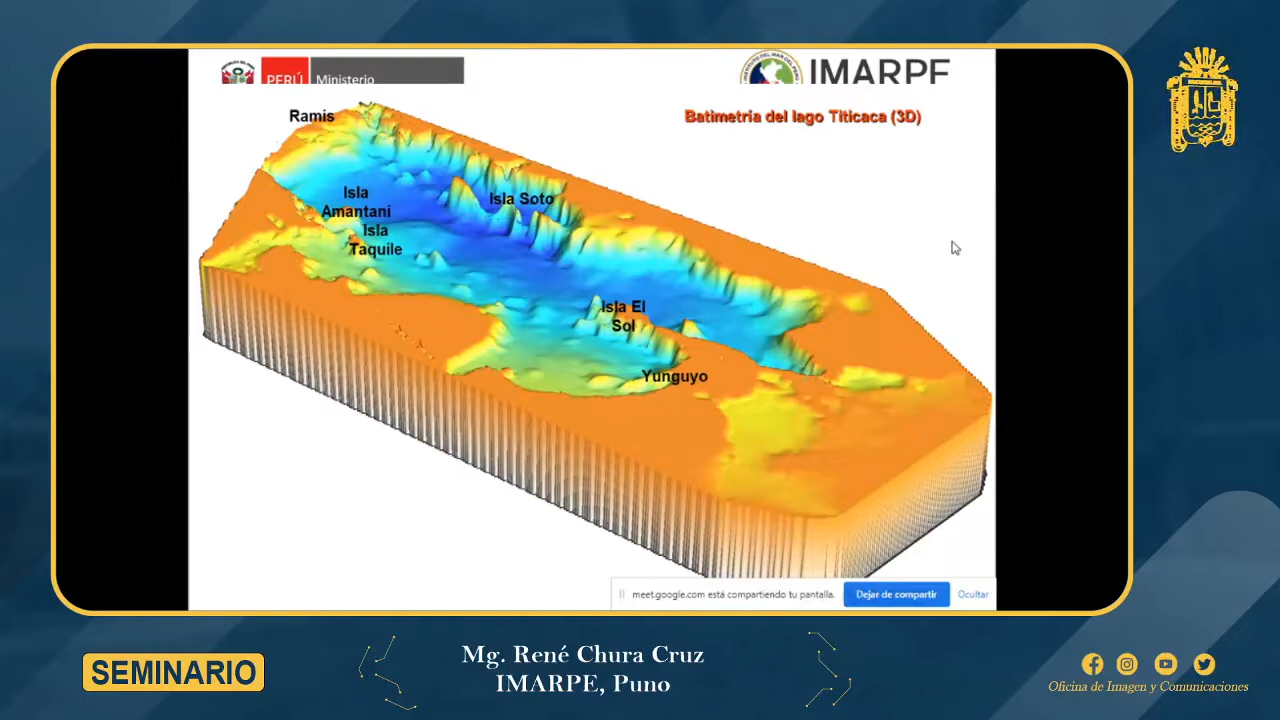 PERÚ
Ministerio
IMARPE
Ramis
Batimetria del lago Titicaca (3D)
Isla
Amantani
Isla Soto
Isla
Taquile
Isla El
Sol
Yunguyo
meet.google.com está compartiendo tu pantalla.
Dejar de compartir
Ocultar
SEMINARIO
Mg. René Chura Cruz
IMARPE, Puno
Oficina de Imagen y Comunicaciones